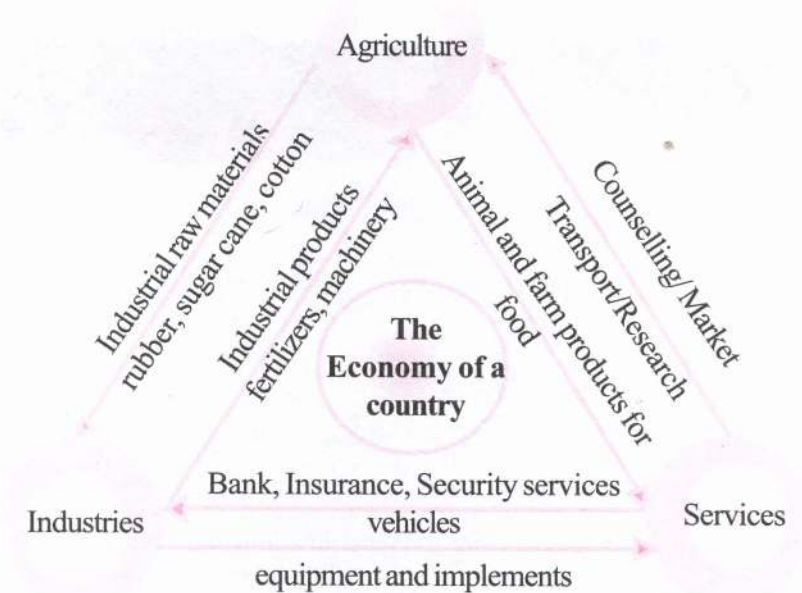 Agriculture
Industrial raw materials
rubber, sugar cane, cotton
Industrial products
fertilizers, machinery
Animal and farm products for
food
Transport/Research
Counselling/ Market
The
Economy of a
country
Bank, Insurance, Security services
vehicles
equipment and implements
Industries
Services